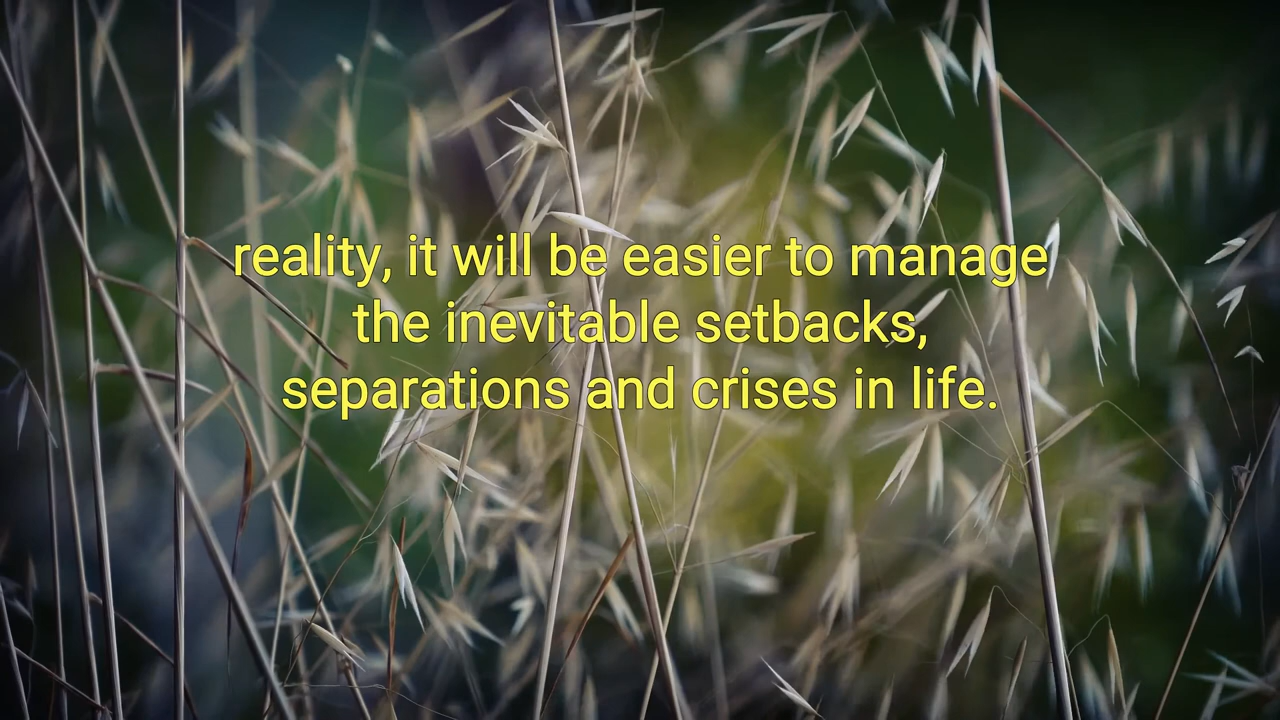 reality, it will be easier to manage
the inevitable setbacks,
separations and crises in life.